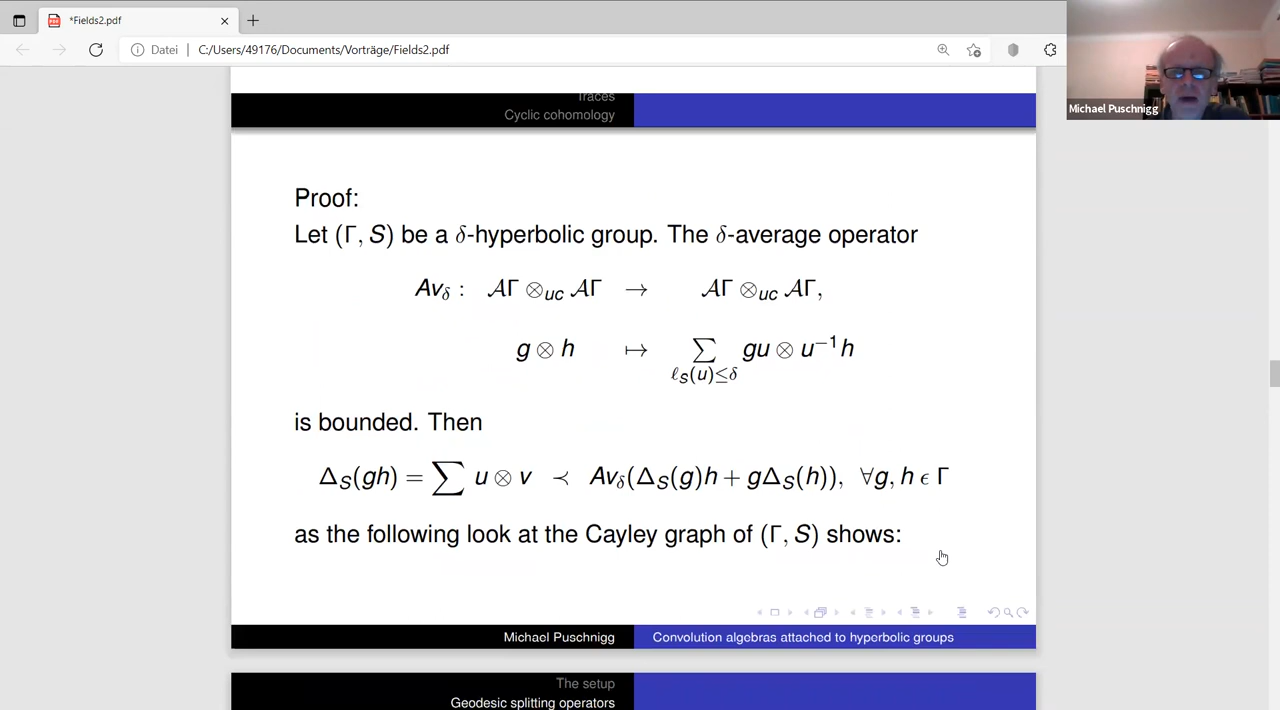 *Fields2.pdf
Datei | C:/Users/49176/Documents/Vorträge/Fields2.pdf
Michael Puschnigg
Traces
Cyclic cohomology
Proof:
Let (Γ, S) be a δ-hyperbolic group. The δ-average operator
Av_δ : 𝒜Γ ⊗_uc 𝒜Γ → 𝒜Γ ⊗_uc 𝒜Γ,
g ⊗ h ↦ ∑_{ℓ_S(u)≤δ} gu ⊗ u⁻¹h
is bounded. Then
Δ_S(gh) = ∑ u ⊗ v ≺ Av_δ(Δ_S(g)h + gΔ_S(h)), ∀g, h ϵ Γ
as the following look at the Cayley graph of (Γ, S) shows:
Michael Puschnigg
Convolution algebras attached to hyperbolic groups
The setup
Geodesic splitting operators